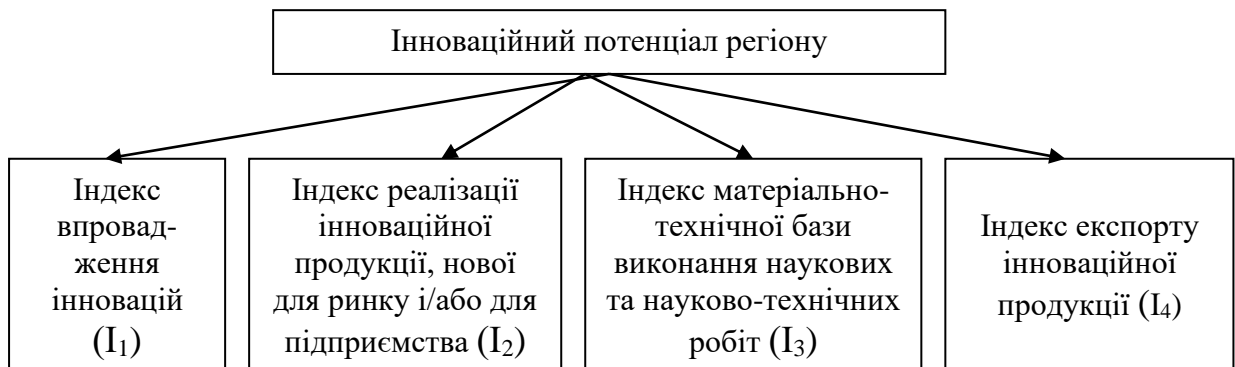 Інноваційний потенціал регіону
Індекс
впровад-
ження
інновацій
(I₁)
Індекс реалізації
інноваційної
продукції, нової
для ринку і/або для
підприємства (I₂)
Індекс матеріально-
технічної бази
виконання наукових
та науково-технічних
робіт (I₃)
Індекс експорту
інноваційної
продукції (I₄)